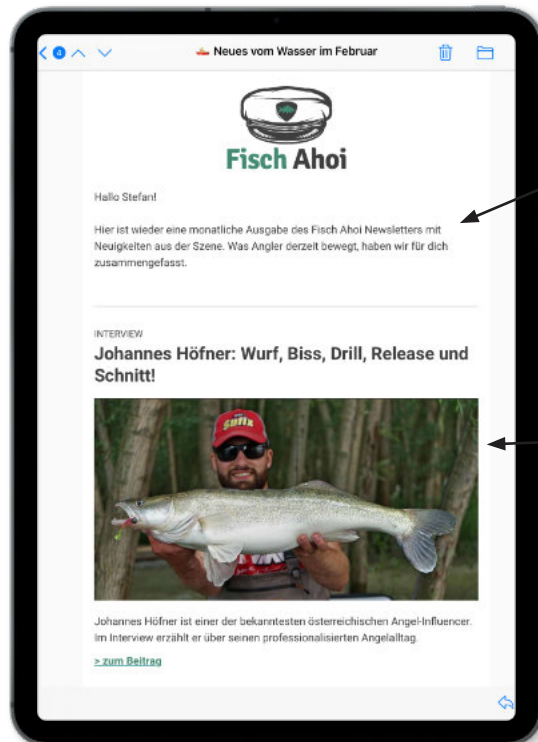 4
Neues vom Wasser im Februar
Fisch Ahoi
Hallo Stefan!
Hier ist wieder eine monatliche Ausgabe des Fisch Ahoi Newsletters mit
Neuigkeiten aus der Szene. Was Angler derzeit bewegt, haben wir für dich
zusammengefasst.
INTERVIEW
Johannes Höfner: Wurf, Biss, Drill, Release und
Schnitt!
Sufix
Johannes Höfner ist einer der bekanntesten österreichischen Angel-Influencer.
Im Interview erzählt er über seinen professionalisierten Angelalltag.
> zum Beitrag